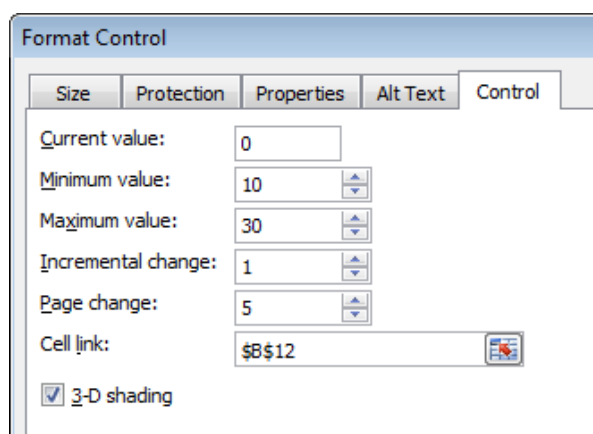 Format Control
Size Protection Properties Alt Text Control
Current value: 0
Minimum value: 10
Maximum value: 30
Incremental change: 1
Page change: 5
Cell link: $B$12
3-D shading